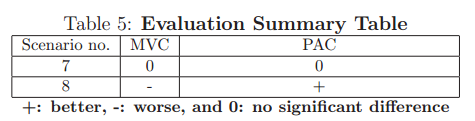 Table 5: Evaluation Summary Table
Scenario no. MVC PAC
7 0 0
8 - +
+: better, -: worse, and 0: no significant difference